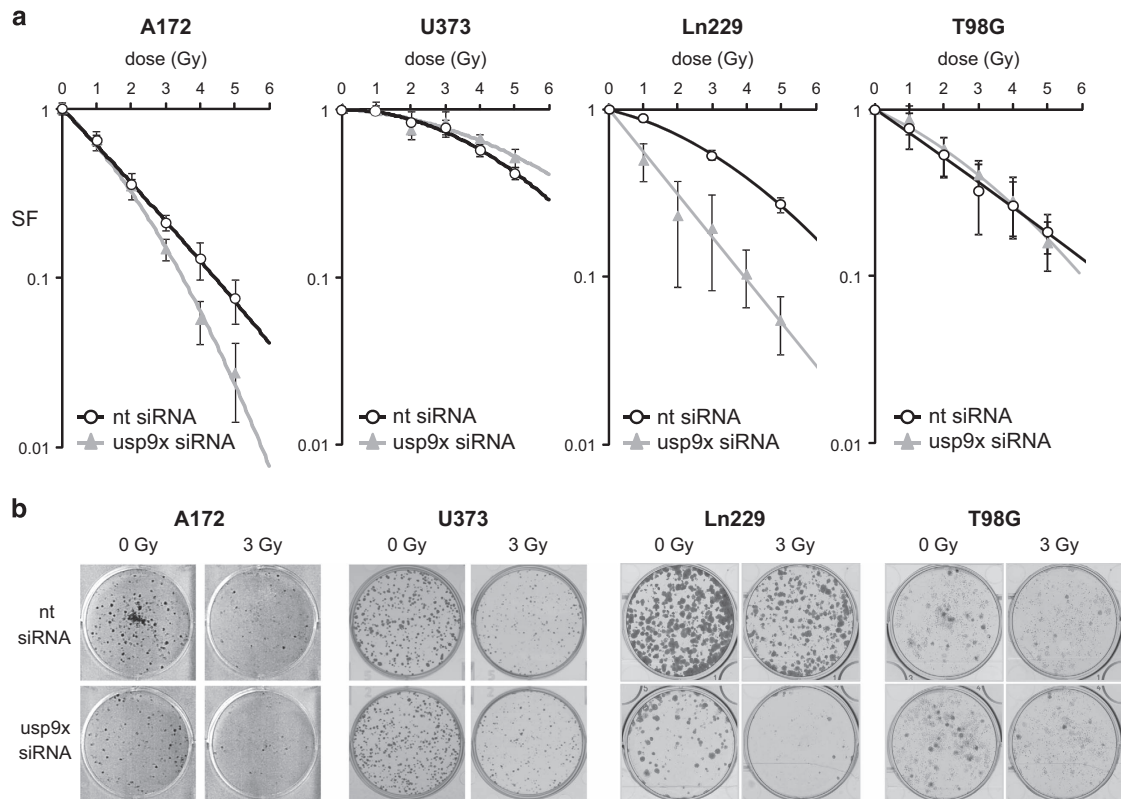 a
A172 U373 Ln229 T98G
dose (Gy) dose (Gy) dose (Gy) dose (Gy)
0 1 2 3 4 5 6 0 1 2 3 4 5 6 0 1 2 3 4 5 6 0 1 2 3 4 5 6
1 1 1 1
SF
0.1 0.1 0.1 0.1
nt siRNA nt siRNA nt siRNA nt siRNA
usp9x siRNA usp9x siRNA usp9x siRNA usp9x siRNA
0.01 0.01 0.01 0.01
b
A172 U373 Ln229 T98G
0 Gy 3 Gy 0 Gy 3 Gy 0 Gy 3 Gy 0 Gy 3 Gy
nt
siRNA
usp9x
siRNA